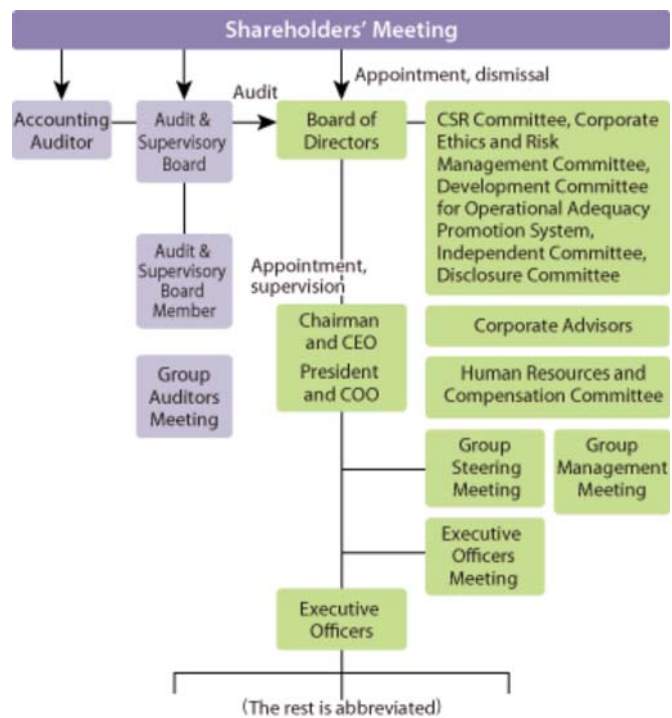 Shareholders' Meeting
Appointment, dismissal
Audit
Accounting
Auditor
Audit &
Supervisory
Board
Board of
Directors
CSR Committee, Corporate
Ethics and Risk
Management Committee,
Development Committee
for Operational Adequacy
Promotion System,
Independent Committee,
Disclosure Committee
Audit &
Supervisory
Board
Member
Appointment,
supervision
Chairman
and CEO
President
and COO
Corporate Advisors
Group
Auditors
Meeting
Human Resources and
Compensation Committee
Group
Steering
Meeting
Group
Management
Meeting
Executive
Officers
Meeting
Executive
Officers
(The rest is abbreviated)